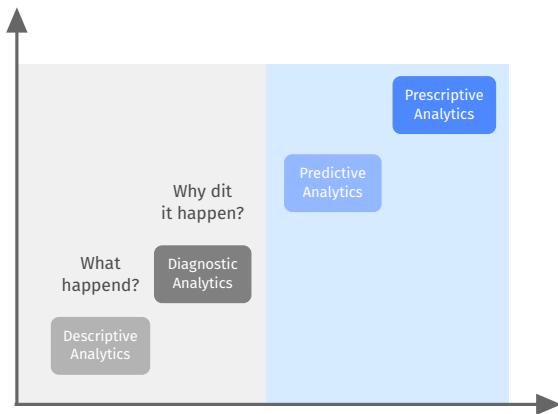 Prescriptive
Analytics
Predictive
Analytics
Why dit
it happen?
Diagnostic
Analytics
What
happend?
Descriptive
Analytics